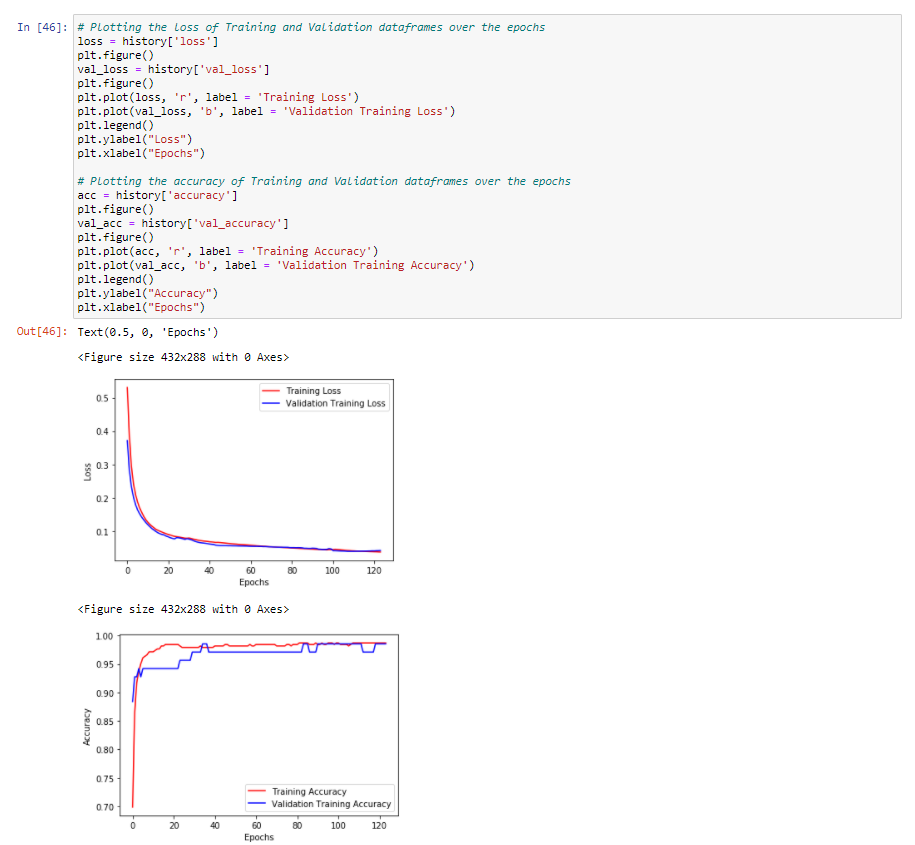 In [46]: # Plotting the loss of Training and Validation dataframes over the epochs
loss = history['loss']
plt.figure()
val_loss = history['val_loss']
plt.figure()
plt.plot(loss, 'r', label = 'Training Loss')
plt.plot(val_loss, 'b', label = 'Validation Training Loss')
plt.legend()
plt.ylabel("Loss")
plt.xlabel("Epochs")
# Plotting the accuracy of Training and Validation dataframes over the epochs
acc = history['accuracy']
plt.figure()
val_acc = history['val_accuracy']
plt.figure()
plt.plot(acc, 'r', label = 'Training Accuracy')
plt.plot(val_acc, 'b', label = 'Validation Training Accuracy')
plt.legend()
plt.ylabel("Accuracy")
plt.xlabel("Epochs")
Out[46]: Text(0.5, 0, 'Epochs')
<Figure size 432x288 with 0 Axes>
Training Loss
Validation Training Loss
0.5
0.4
0.3
0.2
0.1
Loss
0 20 40 60 80 100 120
Epochs
<Figure size 432x288 with 0 Axes>
1.00
0.95
0.90
0.85
0.80
0.75
0.70
Accuracy
Training Accuracy
Validation Training Accuracy
0 20 40 60 80 100 120
Epochs